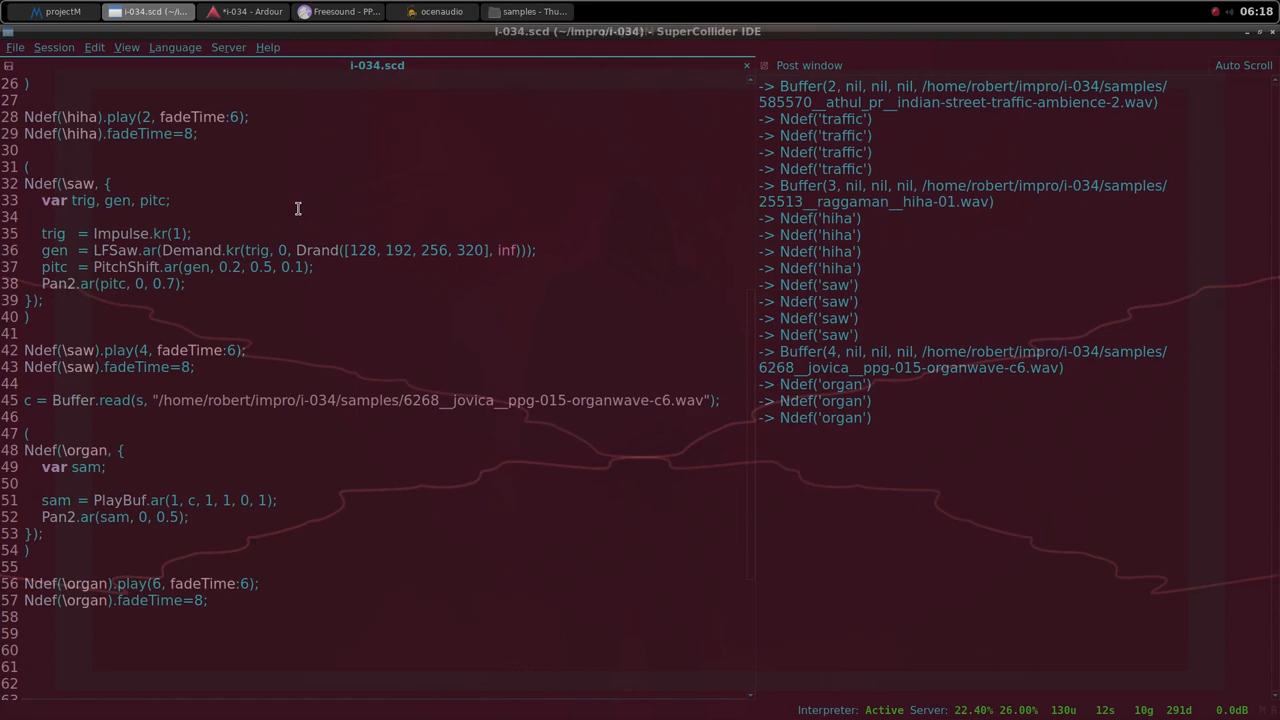 projectM
i-034.scd (~/i...
*i-034 - Ardour
Freesound - PP...
ocenaudio
samples - Thu...
06:18
i-034.scd (~/impro/i-034) - SuperCollider IDE
File Session Edit View Language Server Help
i-034.scd
Post window
Auto Scroll
26 )
27
28 Ndef(\hiha).play(2, fadeTime:6);
29 Ndef(\hiha).fadeTime=8;
30
31 (
32 Ndef(\saw, {
33 var trig, gen, pitc;
34
35 trig = Impulse.kr(1);
36 gen = LFSaw.ar(Demand.kr(trig, 0, Drand([128, 192, 256, 320], inf)));
37 pitc = PitchShift.ar(gen, 0.2, 0.5, 0.1);
38 Pan2.ar(pitc, 0, 0.7);
39 });
40 )
41
42 Ndef(\saw).play(4, fadeTime:6);
43 Ndef(\saw).fadeTime=8;
44
45 c = Buffer.read(s, "/home/robert/impro/i-034/samples/6268__jovica__ppg-015-organwave-c6.wav");
46
47 (
48 Ndef(\organ, {
49 var sam;
50
51 sam = PlayBuf.ar(1, c, 1, 1, 0, 1);
52 Pan2.ar(sam, 0, 0.5);
53 });
54 )
55
56 Ndef(\organ).play(6, fadeTime:6);
57 Ndef(\organ).fadeTime=8;
58
59
60
61
62
63
-> Buffer(2, nil, nil, nil, /home/robert/impro/i-034/samples/
585570__athul_pr__indian-street-traffic-ambience-2.wav)
-> Ndef('traffic')
-> Ndef('traffic')
-> Ndef('traffic')
-> Ndef('traffic')
-> Buffer(3, nil, nil, nil, /home/robert/impro/i-034/samples/
25513__raggaman__hiha-01.wav)
-> Ndef('hiha')
-> Ndef('hiha')
-> Ndef('hiha')
-> Ndef('hiha')
-> Ndef('saw')
-> Ndef('saw')
-> Ndef('saw')
-> Ndef('saw')
-> Buffer(4, nil, nil, nil, /home/robert/impro/i-034/samples/
6268__jovica__ppg-015-organwave-c6.wav)
-> Ndef('organ')
-> Ndef('organ')
-> Ndef('organ')
Interpreter: Active Server: 22.40% 26.00% 130u 12s 10g 291d 0.0dB